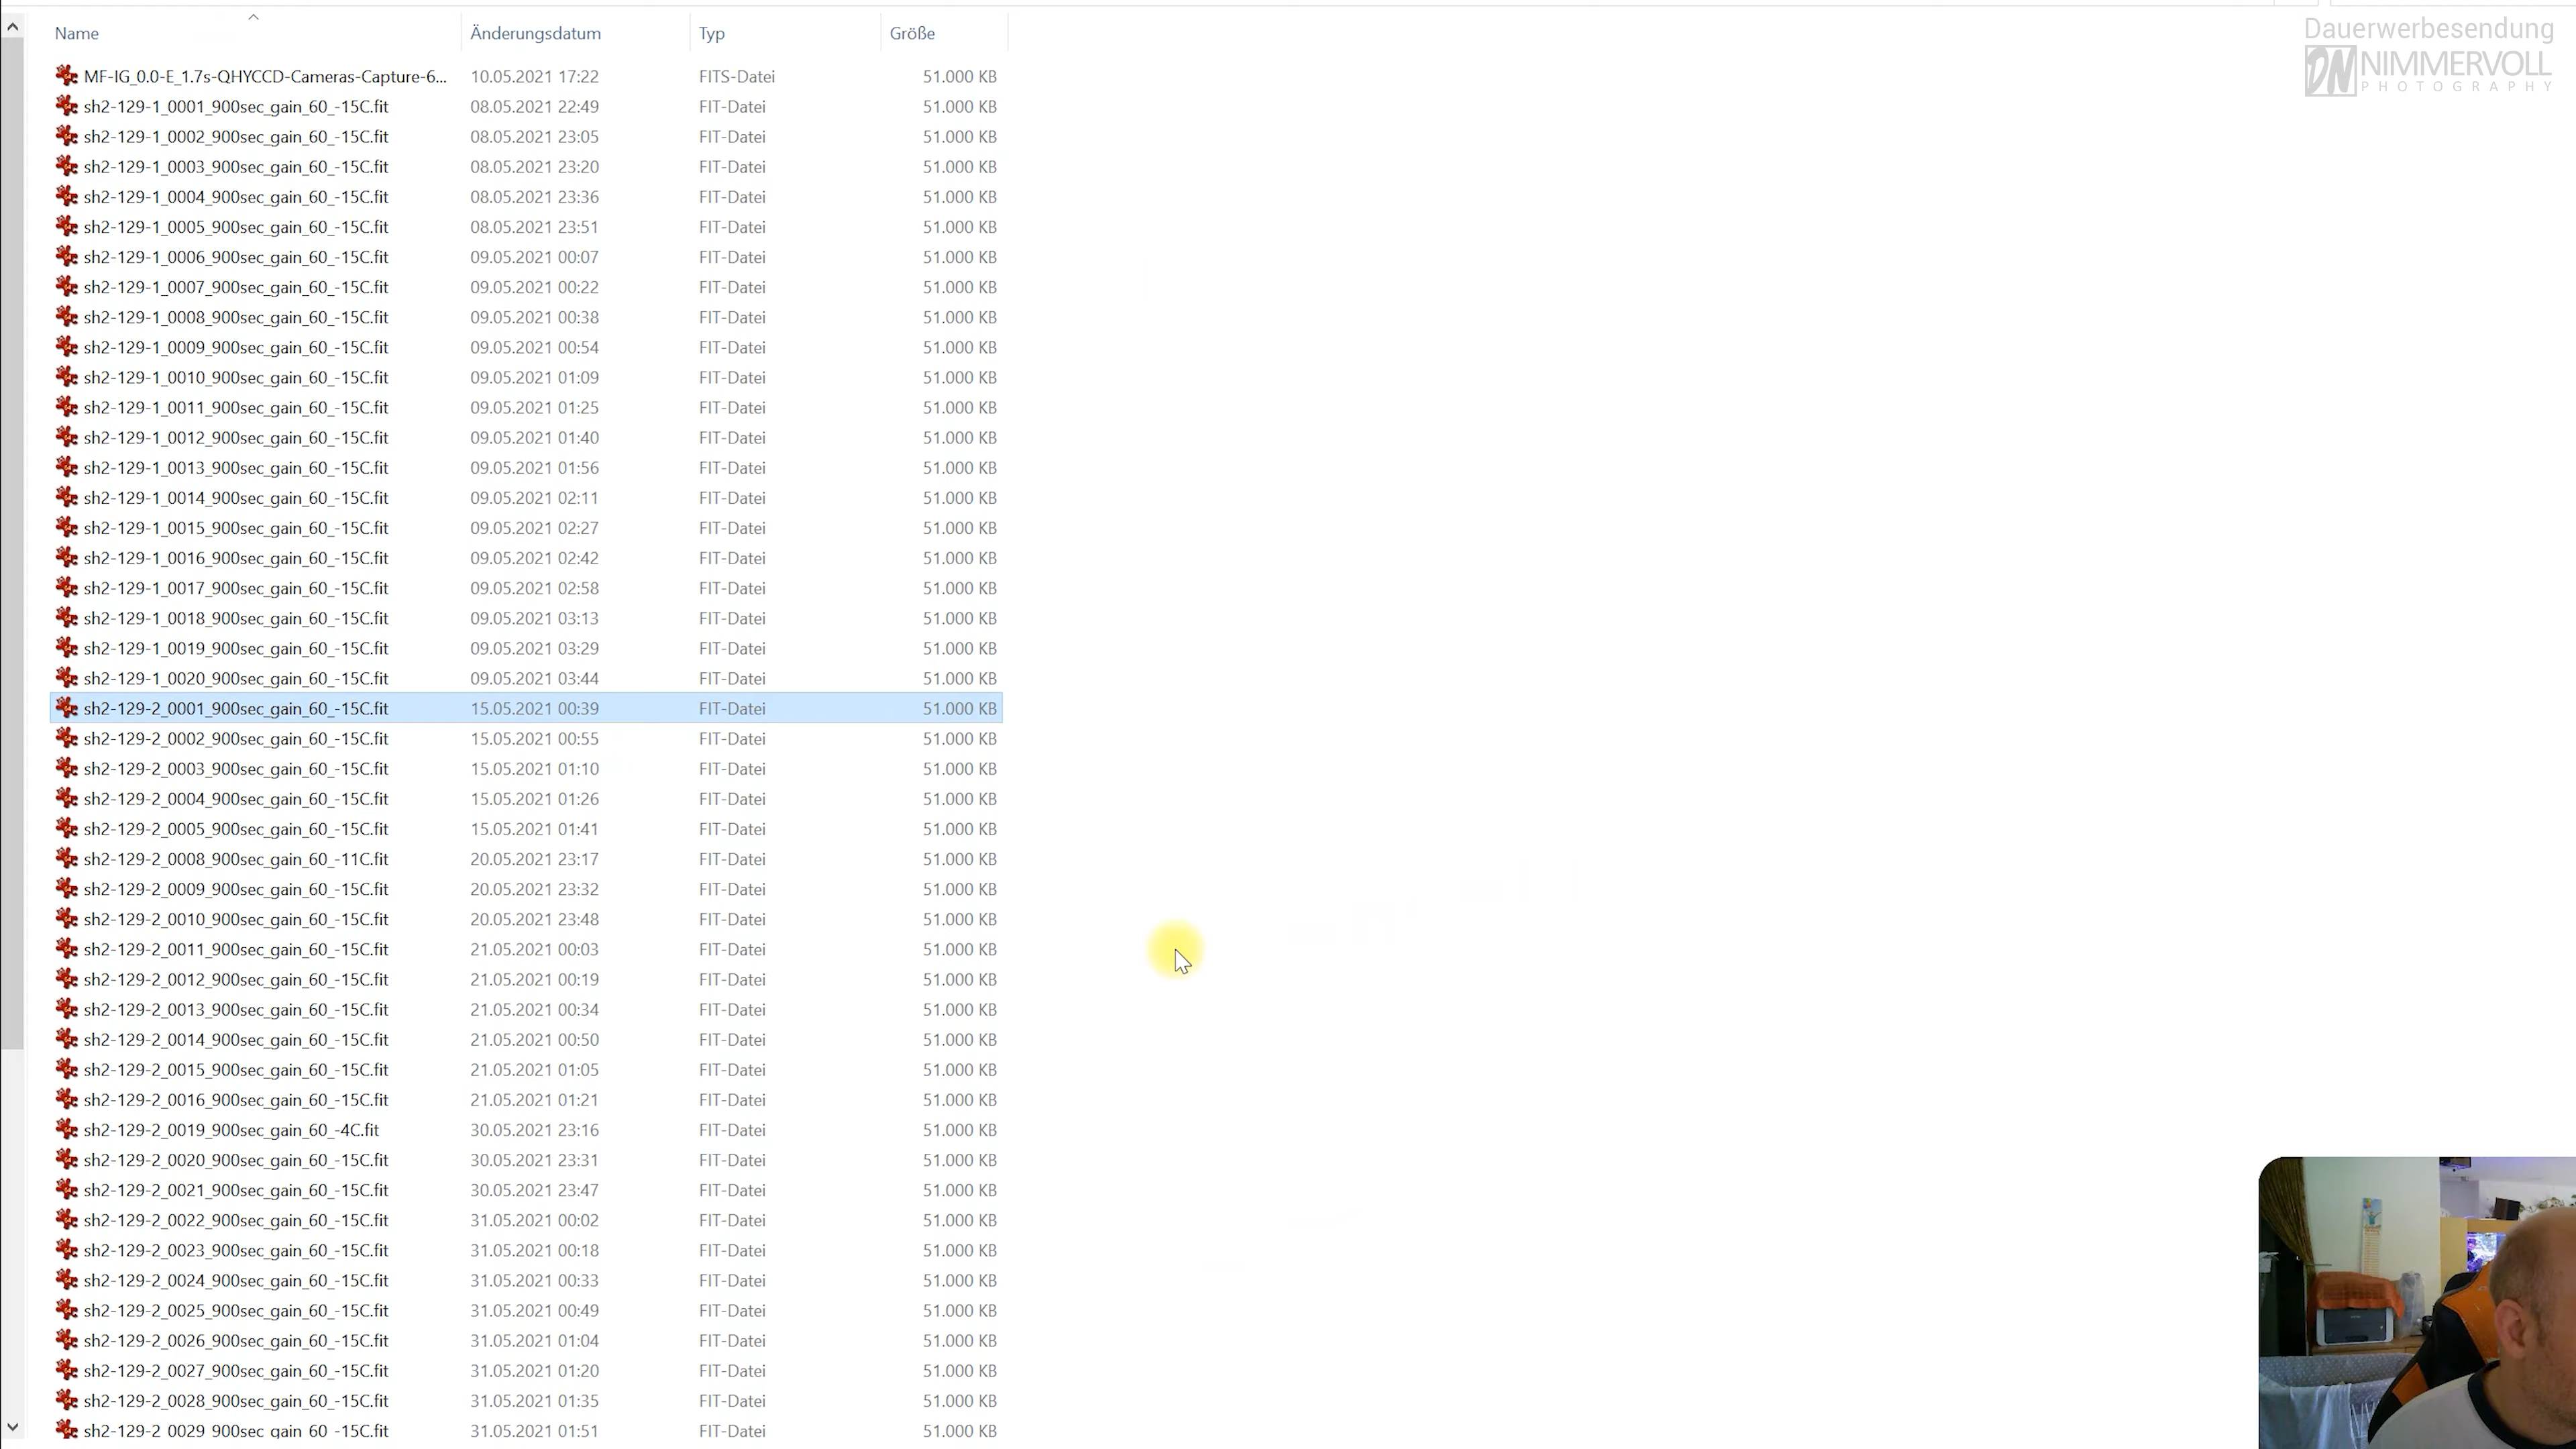 Dauerwerbesendung
DN NIMMERVOLL
PHOTOGRAPHY
Name Änderungsdatum Typ Größe
MF-IG_0.0-E_1.7s-QHYCCD-Cameras-Capture-6... 10.05.2021 17:22 FITS-Datei 51.000 KB
sh2-129-1_0001_900sec_gain_60_-15C.fit 08.05.2021 22:49 FIT-Datei 51.000 KB
sh2-129-1_0002_900sec_gain_60_-15C.fit 08.05.2021 23:05 FIT-Datei 51.000 KB
sh2-129-1_0003_900sec_gain_60_-15C.fit 08.05.2021 23:20 FIT-Datei 51.000 KB
sh2-129-1_0004_900sec_gain_60_-15C.fit 08.05.2021 23:36 FIT-Datei 51.000 KB
sh2-129-1_0005_900sec_gain_60_-15C.fit 08.05.2021 23:51 FIT-Datei 51.000 KB
sh2-129-1_0006_900sec_gain_60_-15C.fit 09.05.2021 00:07 FIT-Datei 51.000 KB
sh2-129-1_0007_900sec_gain_60_-15C.fit 09.05.2021 00:22 FIT-Datei 51.000 KB
sh2-129-1_0008_900sec_gain_60_-15C.fit 09.05.2021 00:38 FIT-Datei 51.000 KB
sh2-129-1_0009_900sec_gain_60_-15C.fit 09.05.2021 00:54 FIT-Datei 51.000 KB
sh2-129-1_0010_900sec_gain_60_-15C.fit 09.05.2021 01:09 FIT-Datei 51.000 KB
sh2-129-1_0011_900sec_gain_60_-15C.fit 09.05.2021 01:25 FIT-Datei 51.000 KB
sh2-129-1_0012_900sec_gain_60_-15C.fit 09.05.2021 01:40 FIT-Datei 51.000 KB
sh2-129-1_0013_900sec_gain_60_-15C.fit 09.05.2021 01:56 FIT-Datei 51.000 KB
sh2-129-1_0014_900sec_gain_60_-15C.fit 09.05.2021 02:11 FIT-Datei 51.000 KB
sh2-129-1_0015_900sec_gain_60_-15C.fit 09.05.2021 02:27 FIT-Datei 51.000 KB
sh2-129-1_0016_900sec_gain_60_-15C.fit 09.05.2021 02:42 FIT-Datei 51.000 KB
sh2-129-1_0017_900sec_gain_60_-15C.fit 09.05.2021 02:58 FIT-Datei 51.000 KB
sh2-129-1_0018_900sec_gain_60_-15C.fit 09.05.2021 03:13 FIT-Datei 51.000 KB
sh2-129-1_0019_900sec_gain_60_-15C.fit 09.05.2021 03:29 FIT-Datei 51.000 KB
sh2-129-1_0020_900sec_gain_60_-15C.fit 09.05.2021 03:44 FIT-Datei 51.000 KB
sh2-129-2_0001_900sec_gain_60_-15C.fit 15.05.2021 00:39 FIT-Datei 51.000 KB
sh2-129-2_0002_900sec_gain_60_-15C.fit 15.05.2021 00:55 FIT-Datei 51.000 KB
sh2-129-2_0003_900sec_gain_60_-15C.fit 15.05.2021 01:10 FIT-Datei 51.000 KB
sh2-129-2_0004_900sec_gain_60_-15C.fit 15.05.2021 01:26 FIT-Datei 51.000 KB
sh2-129-2_0005_900sec_gain_60_-15C.fit 15.05.2021 01:41 FIT-Datei 51.000 KB
sh2-129-2_0008_900sec_gain_60_-11C.fit 20.05.2021 23:17 FIT-Datei 51.000 KB
sh2-129-2_0009_900sec_gain_60_-15C.fit 20.05.2021 23:32 FIT-Datei 51.000 KB
sh2-129-2_0010_900sec_gain_60_-15C.fit 20.05.2021 23:48 FIT-Datei 51.000 KB
sh2-129-2_0011_900sec_gain_60_-15C.fit 21.05.2021 00:03 FIT-Datei 51.000 KB
sh2-129-2_0012_900sec_gain_60_-15C.fit 21.05.2021 00:19 FIT-Datei 51.000 KB
sh2-129-2_0013_900sec_gain_60_-15C.fit 21.05.2021 00:34 FIT-Datei 51.000 KB
sh2-129-2_0014_900sec_gain_60_-15C.fit 21.05.2021 00:50 FIT-Datei 51.000 KB
sh2-129-2_0015_900sec_gain_60_-15C.fit 21.05.2021 01:05 FIT-Datei 51.000 KB
sh2-129-2_0016_900sec_gain_60_-15C.fit 21.05.2021 01:21 FIT-Datei 51.000 KB
sh2-129-2_0019_900sec_gain_60_-4C.fit 30.05.2021 23:16 FIT-Datei 51.000 KB
sh2-129-2_0020_900sec_gain_60_-15C.fit 30.05.2021 23:31 FIT-Datei 51.000 KB
sh2-129-2_0021_900sec_gain_60_-15C.fit 30.05.2021 23:47 FIT-Datei 51.000 KB
sh2-129-2_0022_900sec_gain_60_-15C.fit 31.05.2021 00:02 FIT-Datei 51.000 KB
sh2-129-2_0023_900sec_gain_60_-15C.fit 31.05.2021 00:18 FIT-Datei 51.000 KB
sh2-129-2_0024_900sec_gain_60_-15C.fit 31.05.2021 00:33 FIT-Datei 51.000 KB
sh2-129-2_0025_900sec_gain_60_-15C.fit 31.05.2021 00:49 FIT-Datei 51.000 KB
sh2-129-2_0026_900sec_gain_60_-15C.fit 31.05.2021 01:04 FIT-Datei 51.000 KB
sh2-129-2_0027_900sec_gain_60_-15C.fit 31.05.2021 01:20 FIT-Datei 51.000 KB
sh2-129-2_0028_900sec_gain_60_-15C.fit 31.05.2021 01:35 FIT-Datei 51.000 KB
sh2-129-2_0029_900sec_gain_60_-15C.fit 31.05.2021 01:51 FIT-Datei 51.000 KB